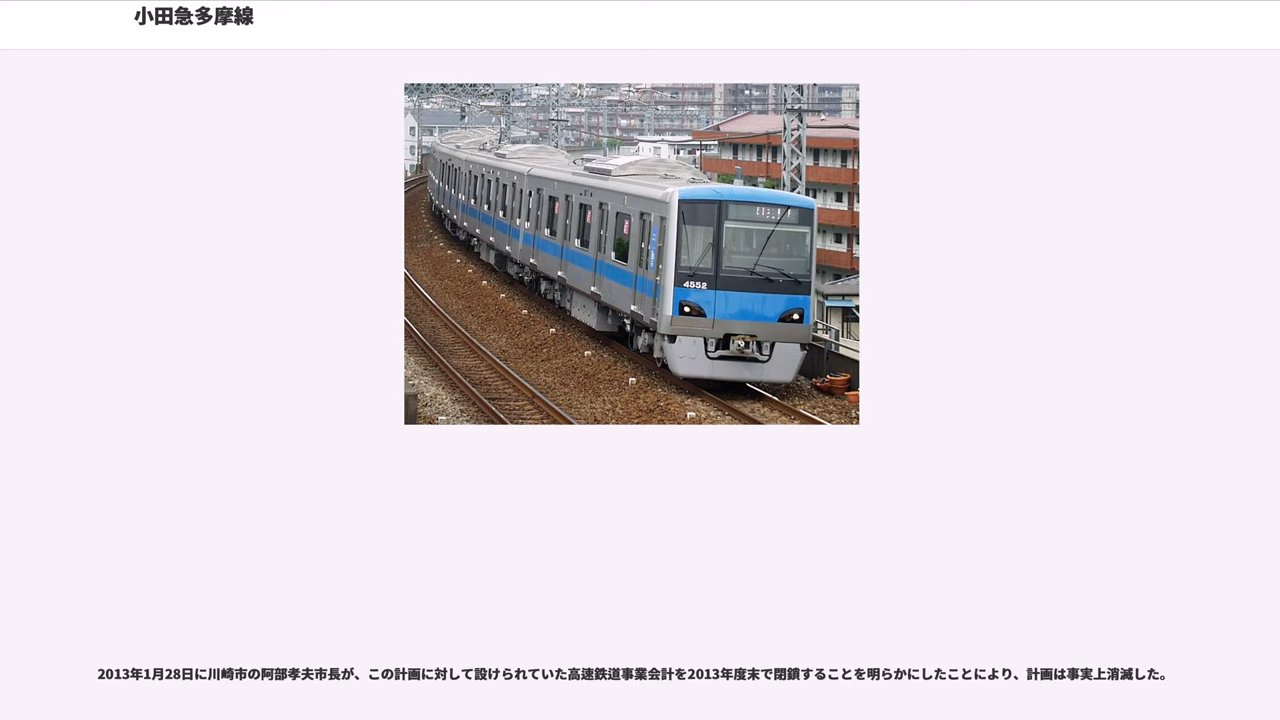 小田急多摩線
4552
2013年1月28日に川崎市の阿部孝夫市長が、この計画に対して設けられていた高速鉄道事業会計を2013年度末で閉鎖することを明らかにしたことにより、計画は事実上消滅した。